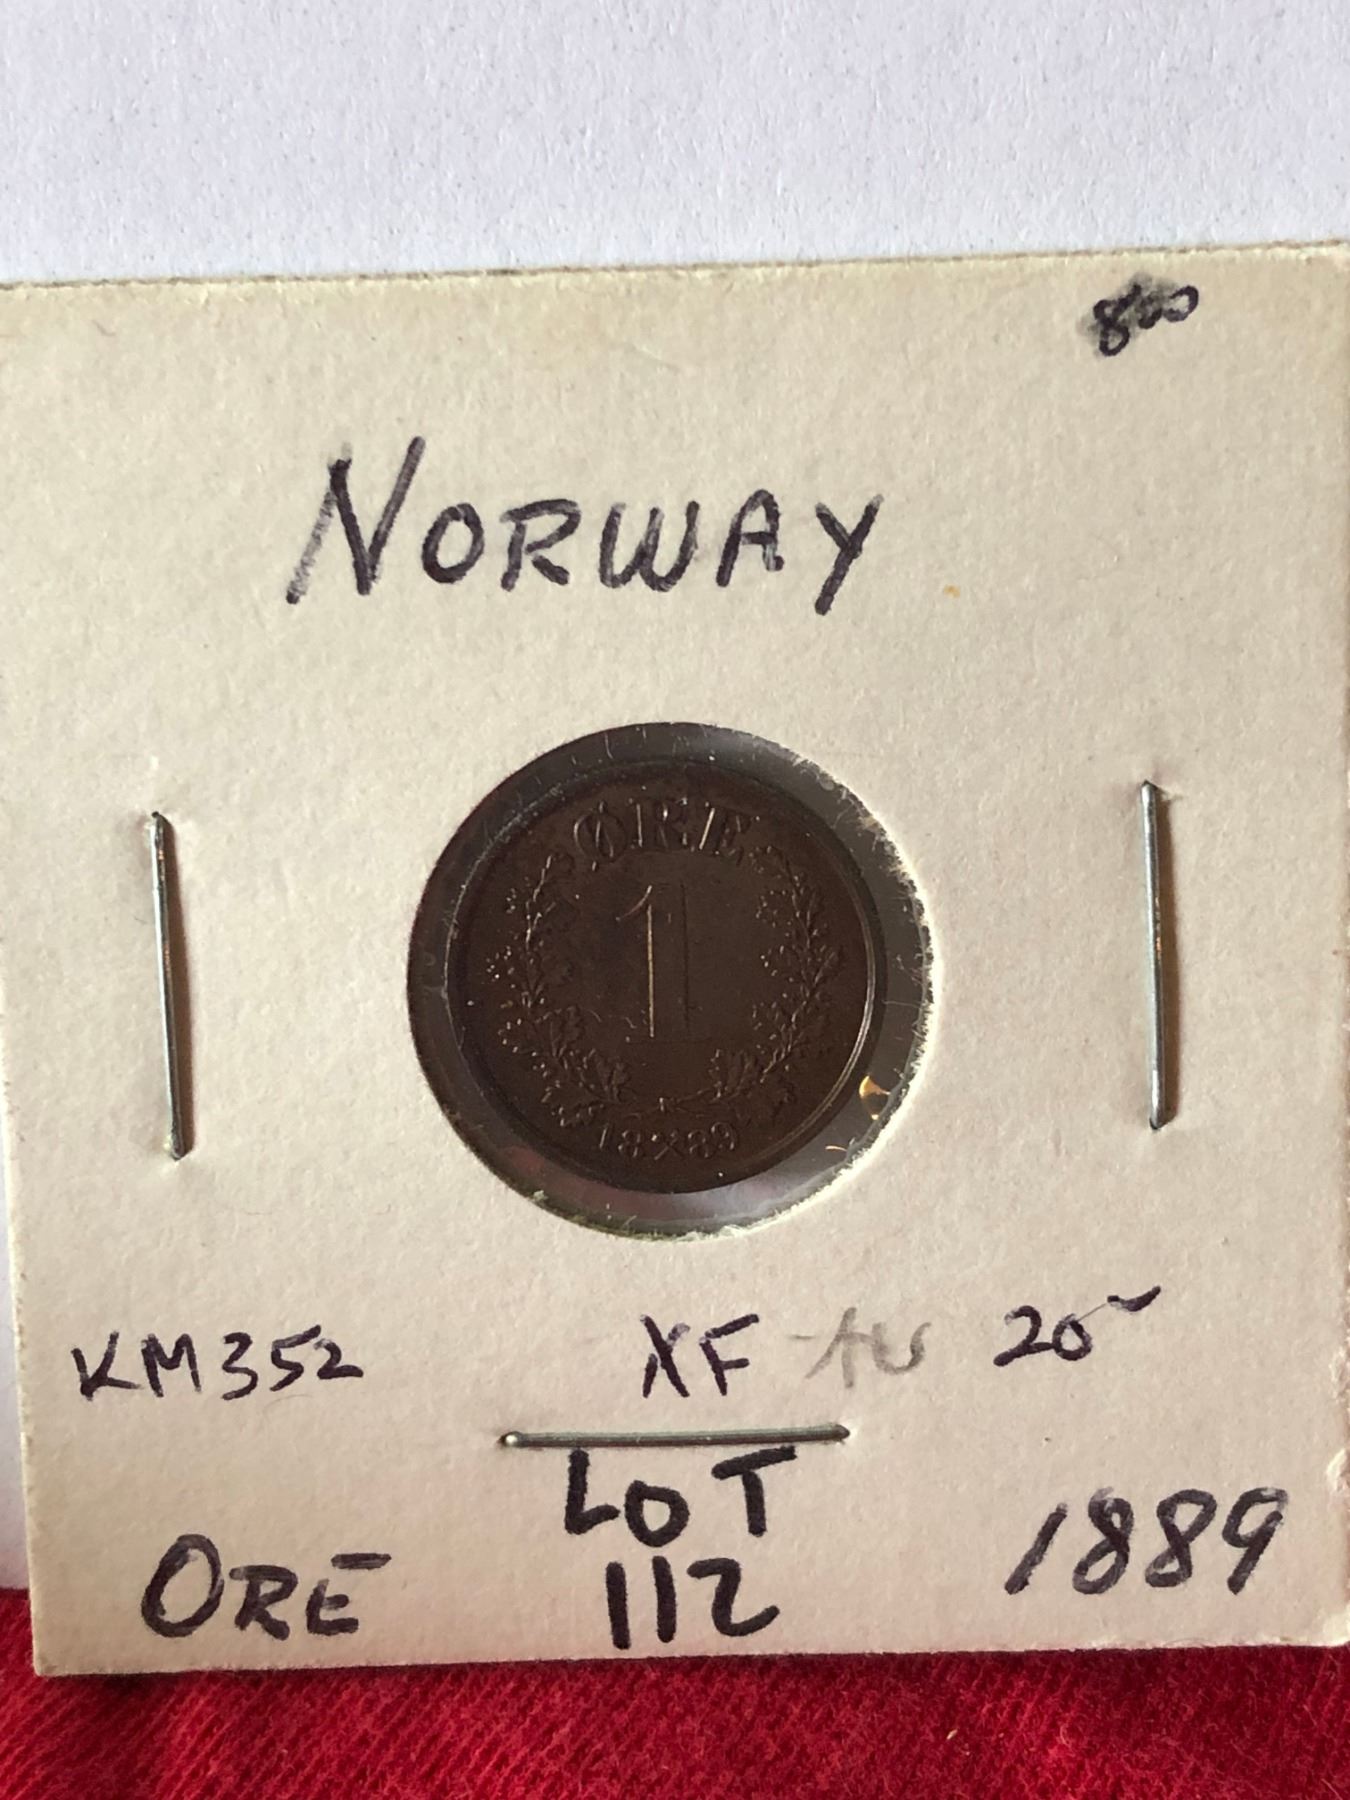 800
NORWAY
ØRE
1
18×89
KM352 XF -AU 20-
LOT
112
ORE
1889